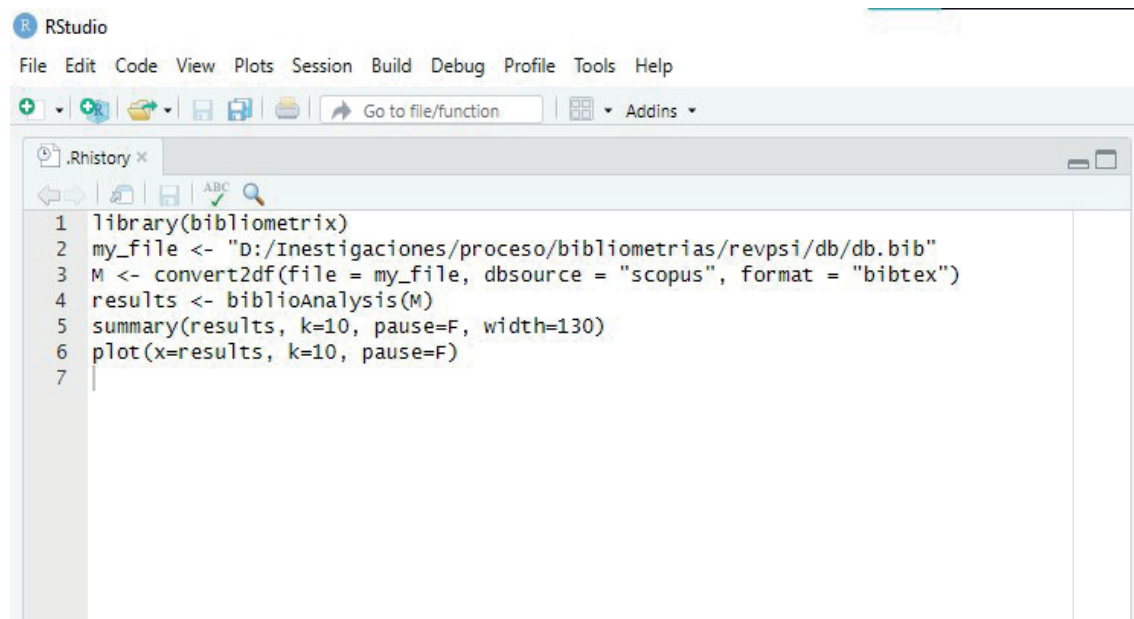 RStudio
File Edit Code View Plots Session Build Debug Profile Tools Help
Go to file/function Addins
.Rhistory
ABC
1 library(bibliometrix)
2 my_file <- "D:/Inestigaciones/proceso/bibliometrias/revpsi/db/db.bib"
3 M <- convert2df(file = my_file, dbsource = "scopus", format = "bibtex")
4 results <- biblioAnalysis(M)
5 summary(results, k=10, pause=F, width=130)
6 plot(x=results, k=10, pause=F)
7